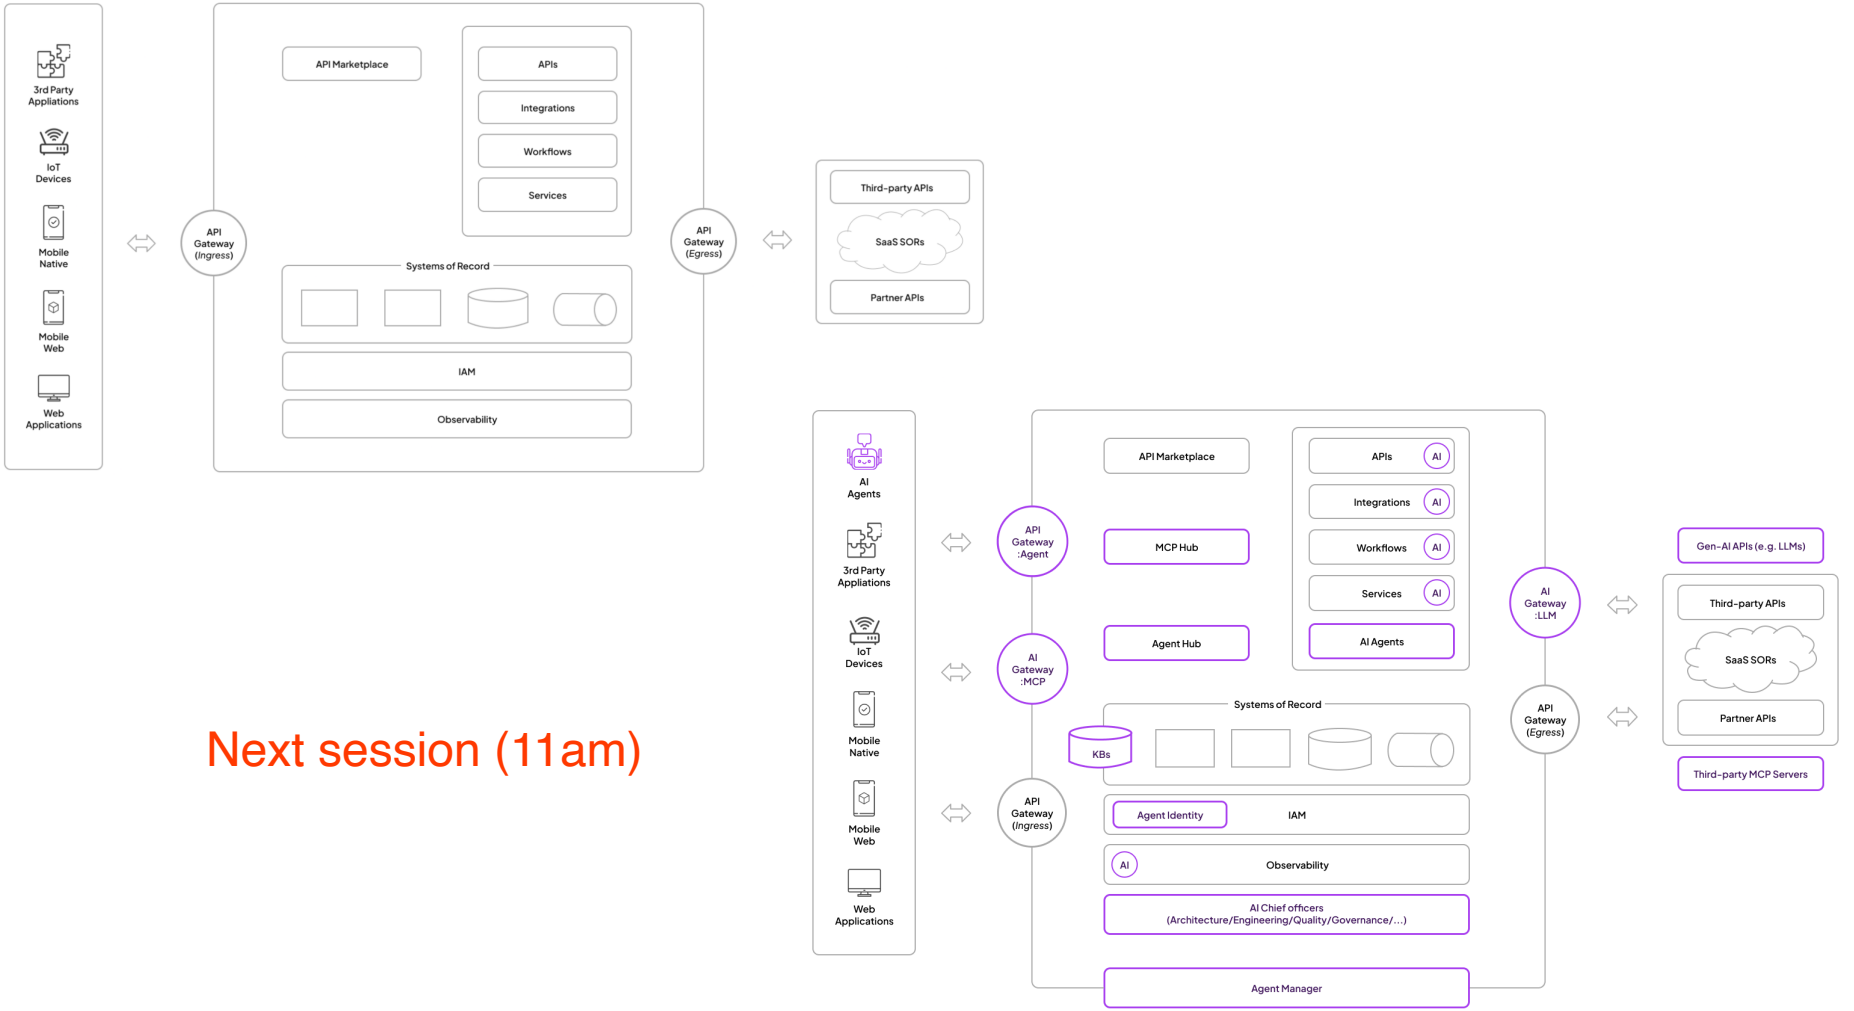 3rd Party
Appliations
IoT
Devices
Mobile
Native
Mobile
Web
Web
Applications
API
Gateway
(Ingress)
API Marketplace
APIs
Integrations
Workflows
Services
Systems of Record
IAM
Observability
API
Gateway
(Egress)
Third-party APIs
SaaS SORs
Partner APIs
Next session (11am)
AI
Agents
3rd Party
Appliations
IoT
Devices
Mobile
Native
Mobile
Web
Web
Applications
API
Gateway
:Agent
AI
Gateway
:MCP
API
Gateway
(Ingress)
API Marketplace
MCP Hub
Agent Hub
APIs AI
Integrations AI
Workflows AI
Services AI
AI Agents
Systems of Record
KBs
Agent Identity IAM
AI Observability
AI Chief officers
(Architecture/Engineering/Quality/Governance/...)
Agent Manager
AI
Gateway
:LLM
API
Gateway
(Egress)
Gen-AI APIs (e.g. LLMs)
Third-party APIs
SaaS SORs
Partner APIs
Third-party MCP Servers